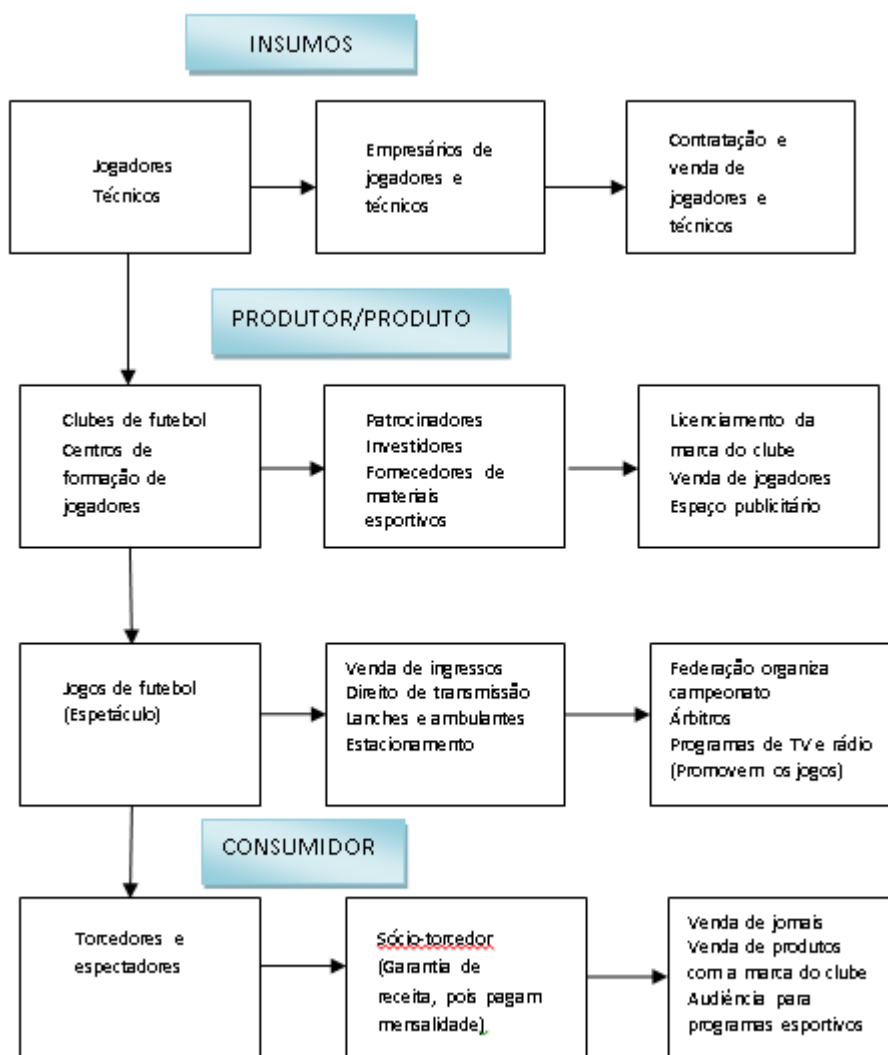 INSUMOS
Jogadores
Técnicos
Empresários de
jogadores e
técnicos
Contratação e
venda de
jogadores e
técnicos
PRODUTOR/PRODUTO
Clubes de futebol
Centros de
formação de
jogadores
Patrocinadores
Investidores
Fornecedores de
materiais
esportivos
Licenciamento da
marca do clube
Venda de jogadores
Espaço publicitário
Jogos de futebol
(Espetáculo)
Venda de ingressos
Direito de transmissão
Lanches e ambulantes
Estacionamento
Federação organiza
campeonato
Árbitros
Programas de TV e rádio
(Promovem os jogos)
CONSUMIDOR
Torcedores e
espectadores
Sócio-torcedor
(Garantia de
receita, pois pagam
mensalidade).
Venda de jornais
Venda de produtos
com a marca do clube
Audiência para
programas esportivos